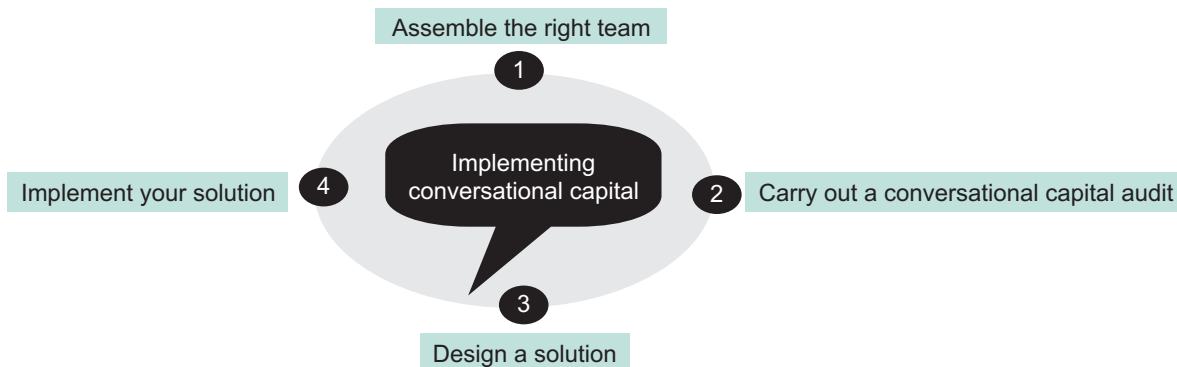 Assemble the right team
1
Implementing
conversational capital
Implement your solution
4
2
Carry out a conversational capital audit
3
Design a solution